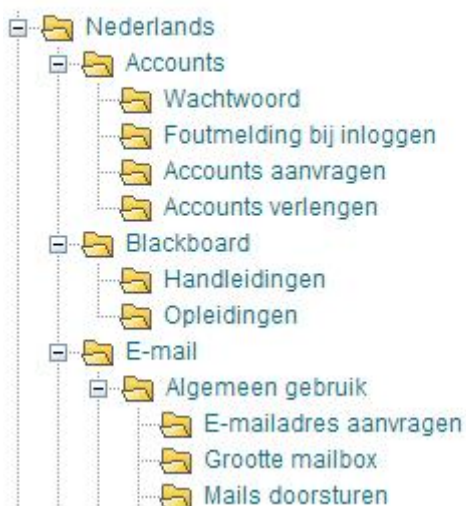 Nederlands
Accounts
Wachtwoord
Foutmelding bij inloggen
Accounts aanvragen
Accounts verlengen
Blackboard
Handleidingen
Opleidingen
E-mail
Algemeen gebruik
E-mailadres aanvragen
Grootte mailbox
Mails doorsturen